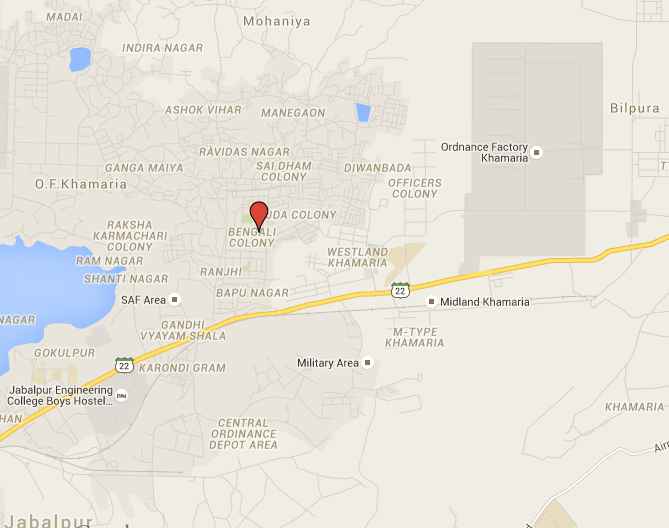 MADAI
Mohaniya
INDIRA NAGAR
ASHOK VIHAR
MANEGAON
Bilpura
Ordnance Factory
Khamaria
RAVIDAS NAGAR
SAI DHAM
COLONY
GANGA MAIYA
DIWANBADA
O.F.Khamaria
OFFICERS
COLONY
UDA COLONY
BENGALI
COLONY
RAKSHA
KARMACHARI
COLONY
WESTLAND
KHAMARIA
RAM NAGAR
RANJHI
SHANTI NAGAR
BAPU NAGAR
22
SAF Area
Midland Khamaria
NAGAR
GANDHI
VYAYAM SHALA
M-TYPE
KHAMARIA
GOKULPUR
22
KARONDI GRAM
Military Area
Jabalpur Engineering
College Boys Hostel...
KHAMARIA
HAN
CENTRAL
ORDINANCE
DEPOT AREA
Air
Jabalpur